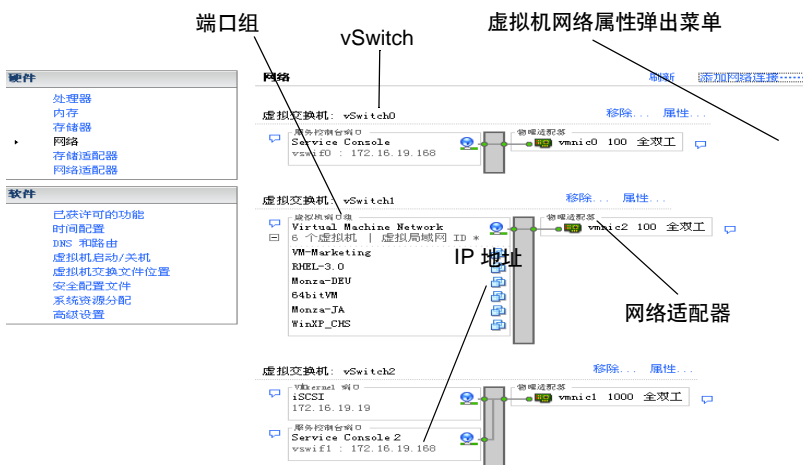 端口组
vSwitch
虚拟机网络属性弹出菜单
硬件
处理器
内存
存储器
网络
存储适配器
网络适配器
软件
已获许可的功能
时间配置
DNS 和路由
虚拟机启动/关机
虚拟机交换文件位置
安全配置文件
系统资源分配
高级设置
网络
刷新
添加网络连接...
虚拟交换机: vSwitch0
移除... 属性...
服务控制台端口
Service Console
vswif0 : 172.16.19.168
物理适配器
vmnic0 100 全双工
虚拟交换机: vSwitch1
移除... 属性...
虚拟机端口组
Virtual Machine Network
6 个虚拟机 | 虚拟局域网 ID *
VM-Marketing
RHEL-3.0
Monza-DEU
64bitVM
Monza-JA
WinXP_CHS
物理适配器
vmnic2 100 全双工
IP 地址
网络适配器
虚拟交换机: vSwitch2
移除... 属性...
VMkernel 端口
iSCSI
172.16.19.19
服务控制台端口
Service Console 2
vswif1 : 172.16.19.168
物理适配器
vmnic1 1000 全双工